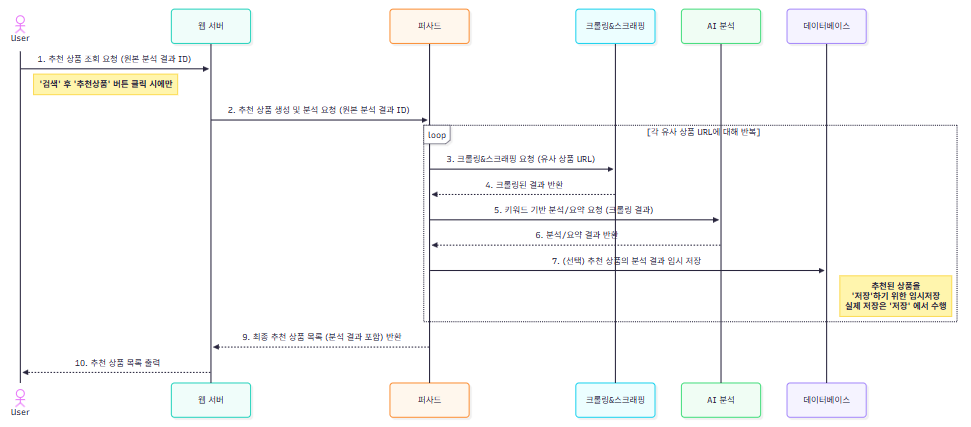 User
웹 서버
퍼사드
크롤링&스크래핑
AI 분석
데이터베이스
1. 추천 상품 조회 요청 (원본 분석 결과 ID)
'검색' 후 '추천상품' 버튼 클릭 시에만
2. 추천 상품 생성 및 분석 요청 (원본 분석 결과 ID)
loop
[각 유사 상품 URL에 대해 반복]
3. 크롤링&스크래핑 요청 (유사 상품 URL)
4. 크롤링된 결과 반환
5. 키워드 기반 분석/요약 요청 (크롤링 결과)
6. 분석/요약 결과 반환
7. (선택) 추천 상품의 분석 결과 임시 저장
추천된 상품을
'저장'하기 위한 임시저장
실제 저장은 '저장' 에서 수행
9. 최종 추천 상품 목록 (분석 결과 포함) 반환
10. 추천 상품 목록 출력
User
웹 서버
퍼사드
크롤링&스크래핑
AI 분석
데이터베이스